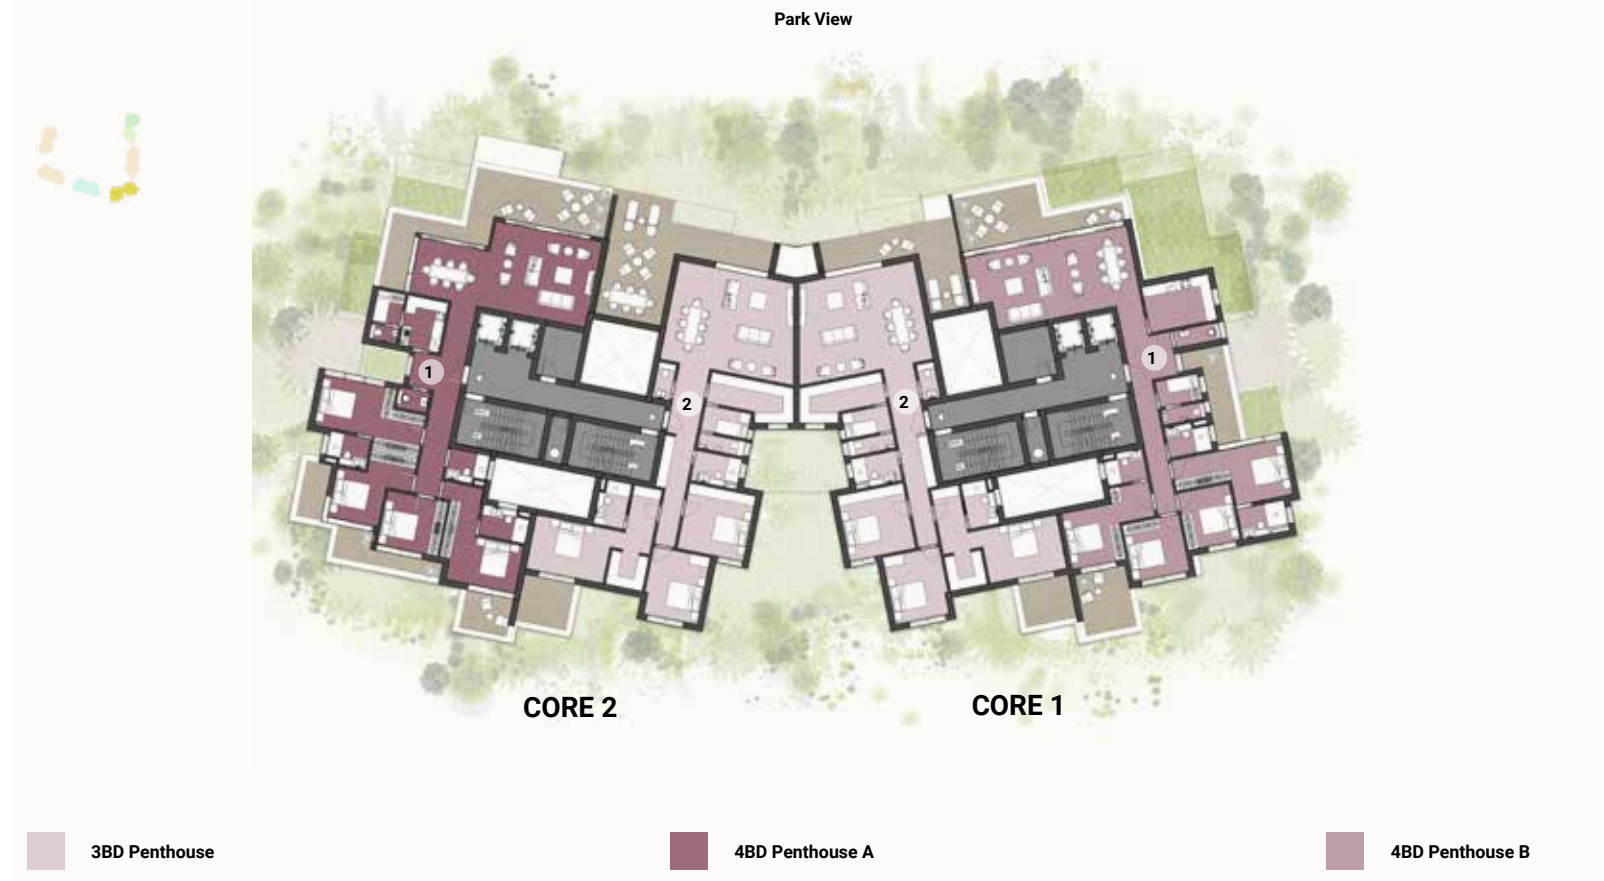 Park View
1
2
2
1
CORE 2
CORE 1
3BD Penthouse
4BD Penthouse A
4BD Penthouse B